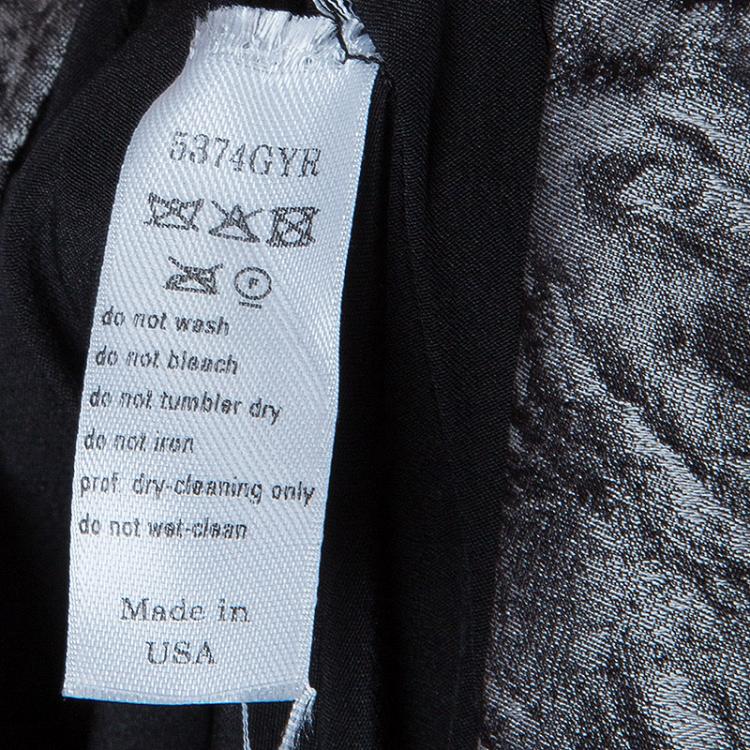 5374GYR
P
do not wash
do not bleach
do not tumbler dry
do not iron
prof. dry-cleaning only
do not wet-clean
Made in
USA